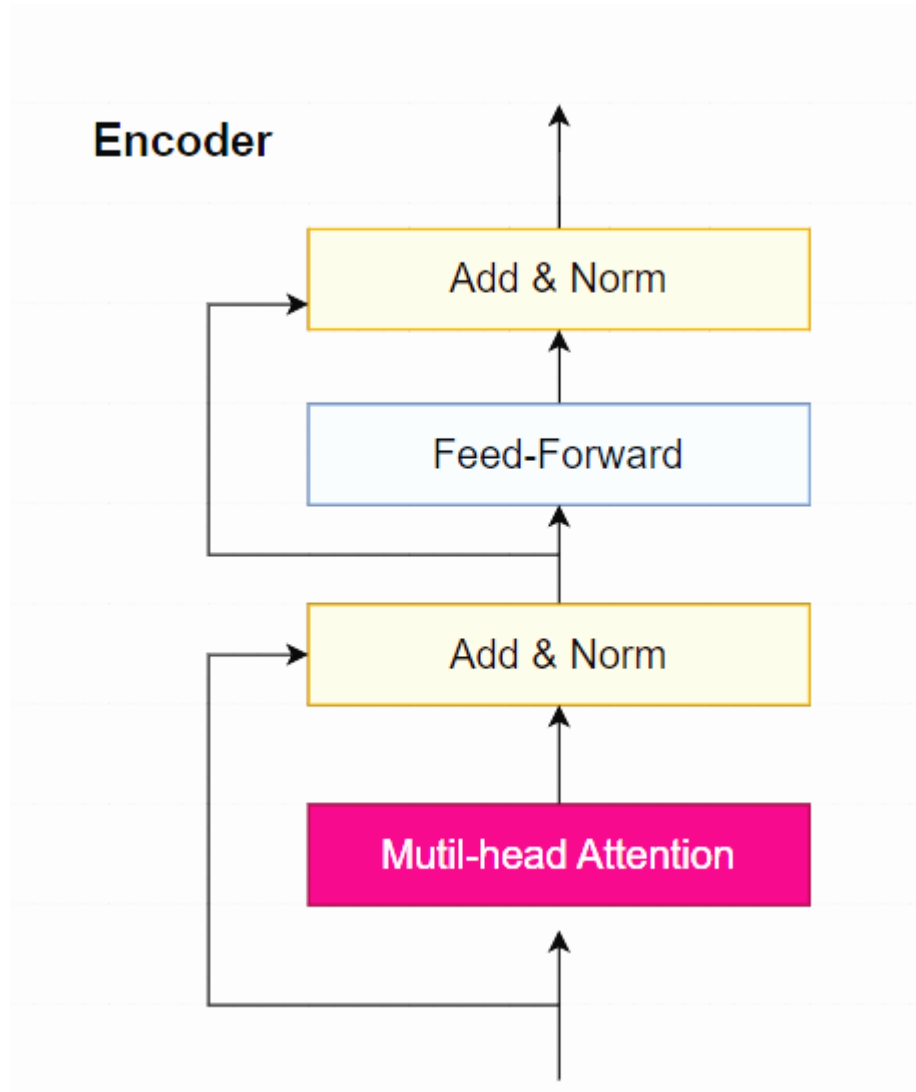 Encoder
Add & Norm
Feed-Forward
Add & Norm
Mutil-head Attention